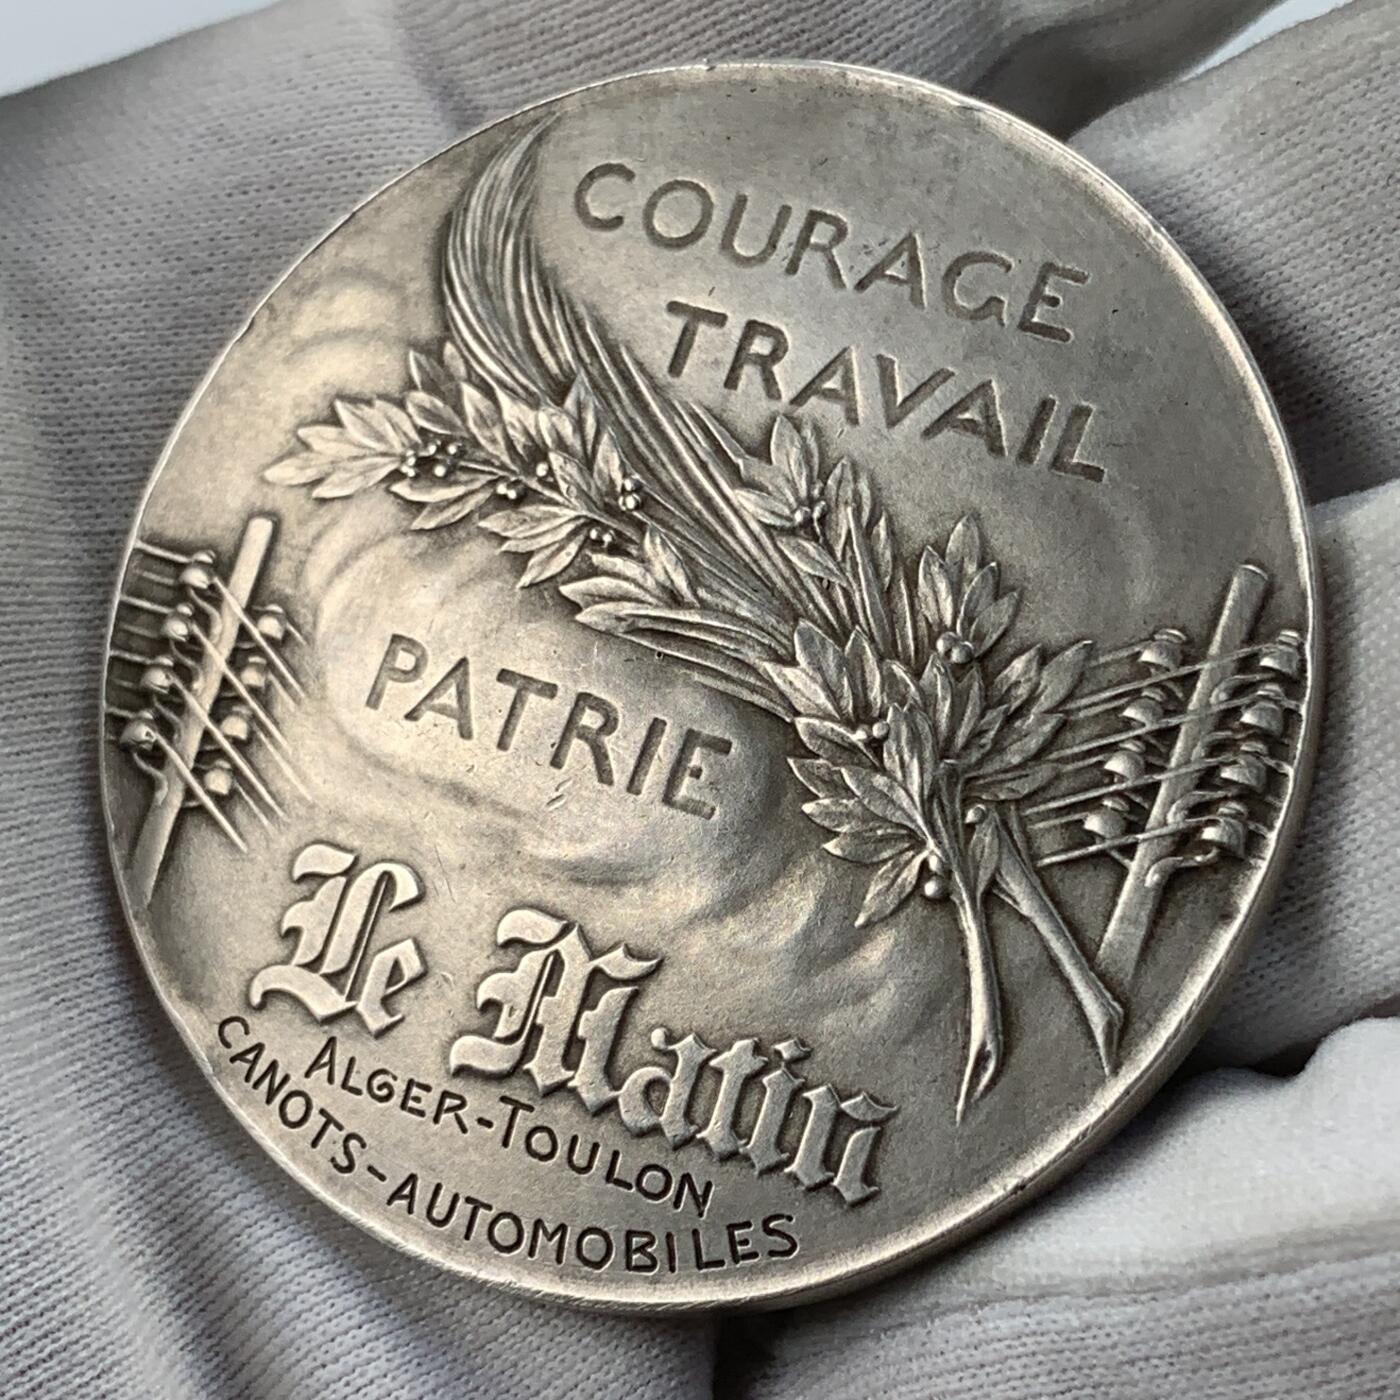 COURAGE
TRAVAIL
PATRIE
Le Matin
ALGER-TOULON
CANOTS-AUTOMOBILES